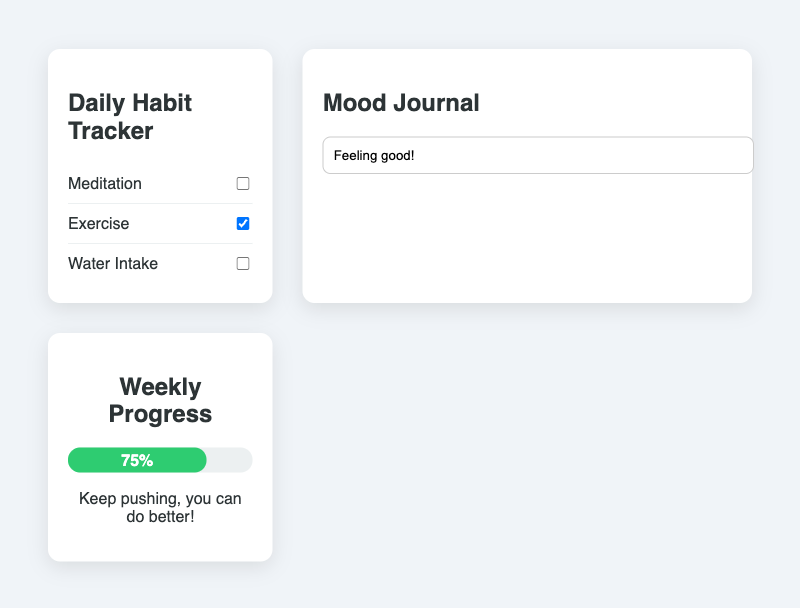 Daily Habit
Tracker
Meditation
Exercise
Water Intake
Mood Journal
Feeling good!
Weekly
Progress
75%
Keep pushing, you can
do better!